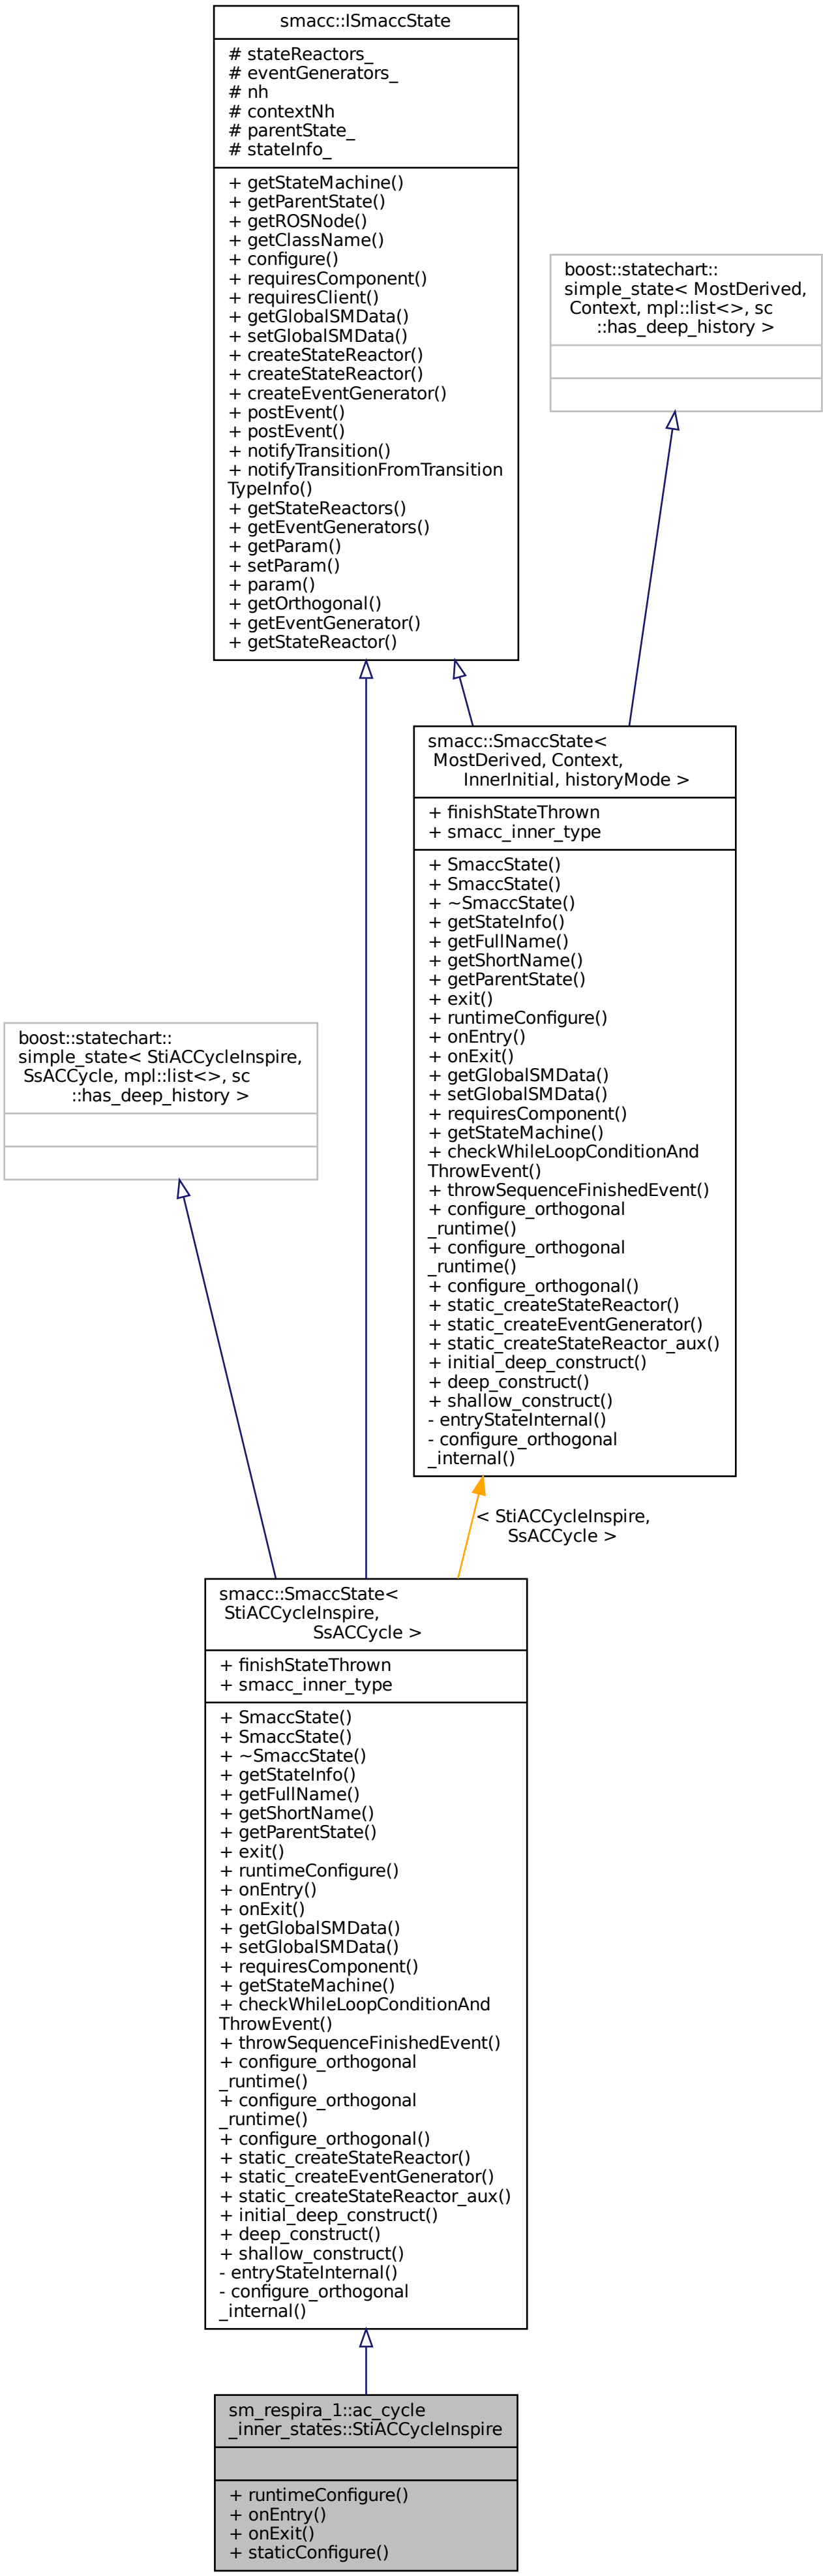 smacc::ISmaccState
# stateReactors_
# eventGenerators_
# nh
# contextNh
# parentState_
# stateInfo_
+ getStateMachine()
+ getParentState()
+ getROSNode()
+ getClassName()
+ configure()
+ requiresComponent()
+ requiresClient()
+ getGlobalSMData()
+ setGlobalSMData()
+ createStateReactor()
+ createStateReactor()
+ createEventGenerator()
+ postEvent()
+ postEvent()
+ notifyTransition()
+ notifyTransitionFromTransition
TypeInfo()
+ getStateReactors()
+ getEventGenerators()
+ getParam()
+ setParam()
+ param()
+ getOrthogonal()
+ getEventGenerator()
+ getStateReactor()
boost::statechart::
simple_state< MostDerived,
Context, mpl::list<>, sc
::has_deep_history >
smacc::SmaccState<
MostDerived, Context,
InnerInitial, historyMode >
+ finishStateThrown
+ smacc_inner_type
+ SmaccState()
+ SmaccState()
+ ~SmaccState()
+ getStateInfo()
+ getFullName()
+ getShortName()
+ getParentState()
+ exit()
+ runtimeConfigure()
+ onEntry()
+ onExit()
+ getGlobalSMData()
+ setGlobalSMData()
+ requiresComponent()
+ getStateMachine()
+ checkWhileLoopConditionAnd
ThrowEvent()
+ throwSequenceFinishedEvent()
+ configure_orthogonal
_runtime()
+ configure_orthogonal
_runtime()
+ configure_orthogonal()
+ static_createStateReactor()
+ static_createEventGenerator()
+ static_createStateReactor_aux()
+ initial_deep_construct()
+ deep_construct()
+ shallow_construct()
- entryStateInternal()
- configure_orthogonal
_internal()
boost::statechart::
simple_state< StiACCycleInspire,
SsACCycle, mpl::list<>, sc
::has_deep_history >
< StiACCycleInspire,
SsACCycle >
smacc::SmaccState<
StiACCycleInspire,
SsACCycle >
+ finishStateThrown
+ smacc_inner_type
+ SmaccState()
+ SmaccState()
+ ~SmaccState()
+ getStateInfo()
+ getFullName()
+ getShortName()
+ getParentState()
+ exit()
+ runtimeConfigure()
+ onEntry()
+ onExit()
+ getGlobalSMData()
+ setGlobalSMData()
+ requiresComponent()
+ getStateMachine()
+ checkWhileLoopConditionAnd
ThrowEvent()
+ throwSequenceFinishedEvent()
+ configure_orthogonal
_runtime()
+ configure_orthogonal
_runtime()
+ configure_orthogonal()
+ static_createStateReactor()
+ static_createEventGenerator()
+ static_createStateReactor_aux()
+ initial_deep_construct()
+ deep_construct()
+ shallow_construct()
- entryStateInternal()
- configure_orthogonal
_internal()
sm_respira_1::ac_cycle
_inner_states::StiACCycleInspire
+ runtimeConfigure()
+ onEntry()
+ onExit()
+ staticConfigure()